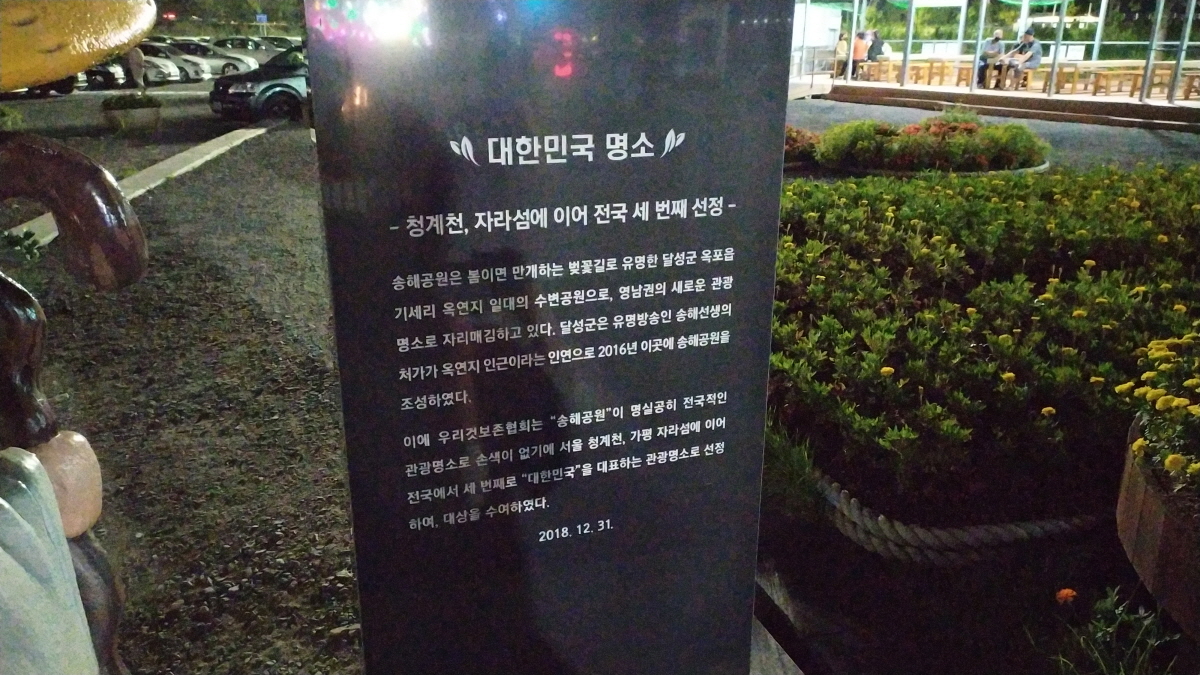 대한민국 명소
- 청계천, 자라섬에 이어 전국 세 번째 선정 -
송해공원은 봄이면 만개하는 벚꽃길로 유명한 달성군 옥포읍
기세리 옥연지 일대의 수변공원으로, 영남권의 새로운 관광
명소로 자리매김하고 있다. 달성군은 유명방송인 송해선생의
처가가 옥연지 인근이라는 인연으로 2016년 이곳에 송해공원을
조성하였다.
이에 우리것보존협회는 "송해공원"이 명실공히 전국적인
관광명소로 손색이 없기에 서울 청계천, 가평 자라섬에 이어
전국에서 세 번째로 "대한민국"을 대표하는 관광명소로 선정
하여, 대상을 수여하였다.
2018. 12. 31.